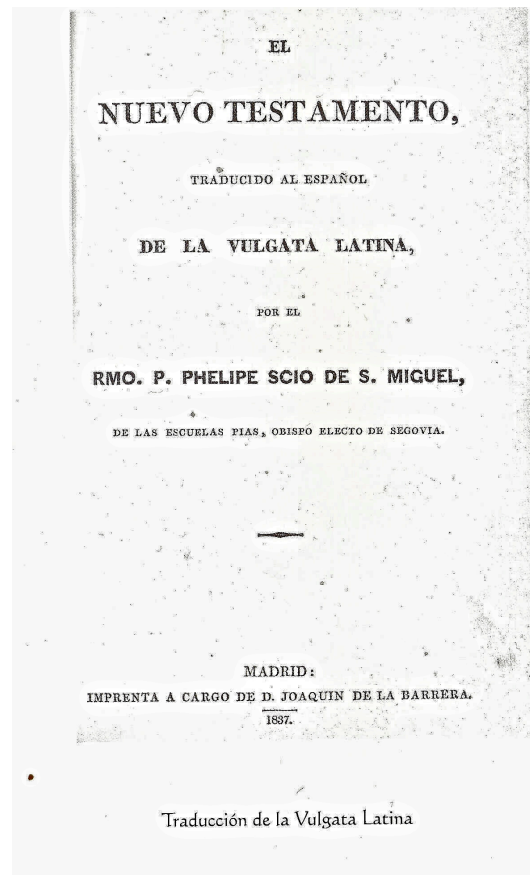 EL
NUEVO TESTAMENTO,
TRADUCIDO AL ESPAÑOL
DE LA VULGATA LATINA,
POR EL
RMO. P. PHELIPE SCIO DE S. MIGUEL,
DE LAS ESCUELAS PIAS, OBISPO ELECTO DE SEGOVIA.
MADRID:
IMPRENTA A CARGO DE D. JOAQUIN DE LA BARRERA.
1837.
Traducción de la Vulgata Latina